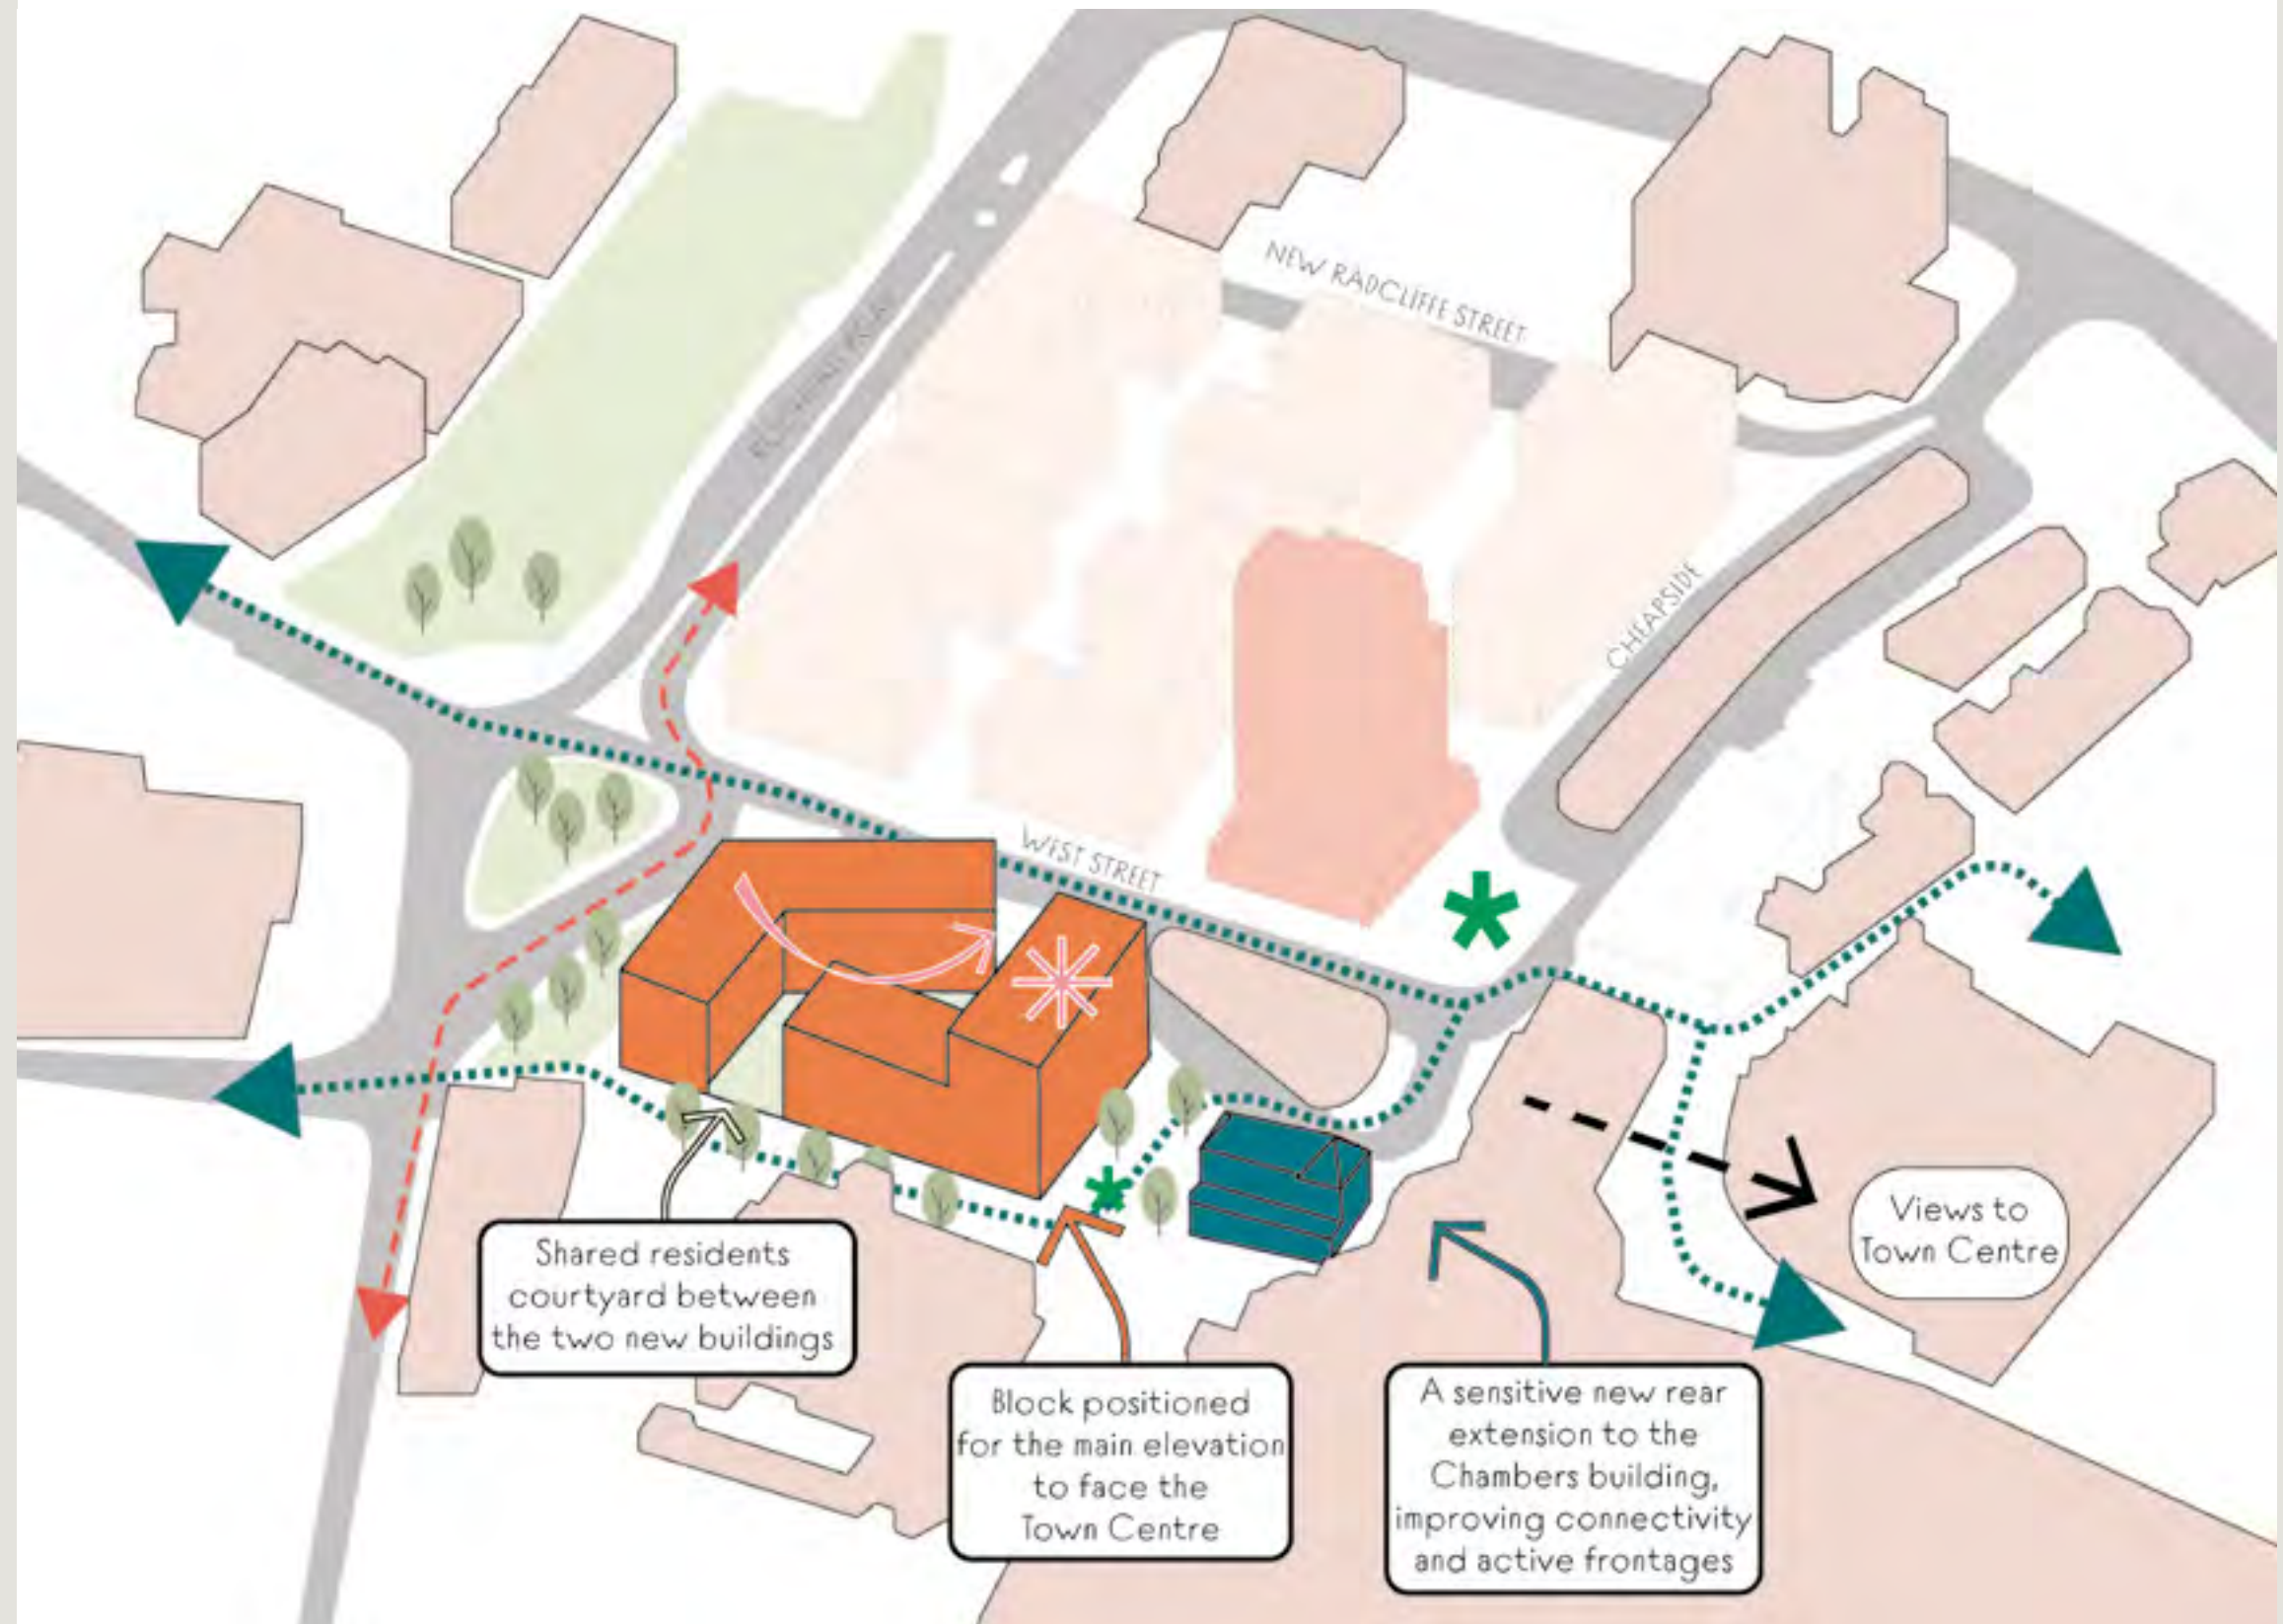 NEW RADCLIFFE STREET
CHEAPSIDE
WEST STREET
Views to
Town Centre
Shared residents
courtyard between
the two new buildings
Block positioned
for the main elevation
to face the
Town Centre
A sensitive new rear
extension to the
Chambers building,
improving connectivity
and active frontages